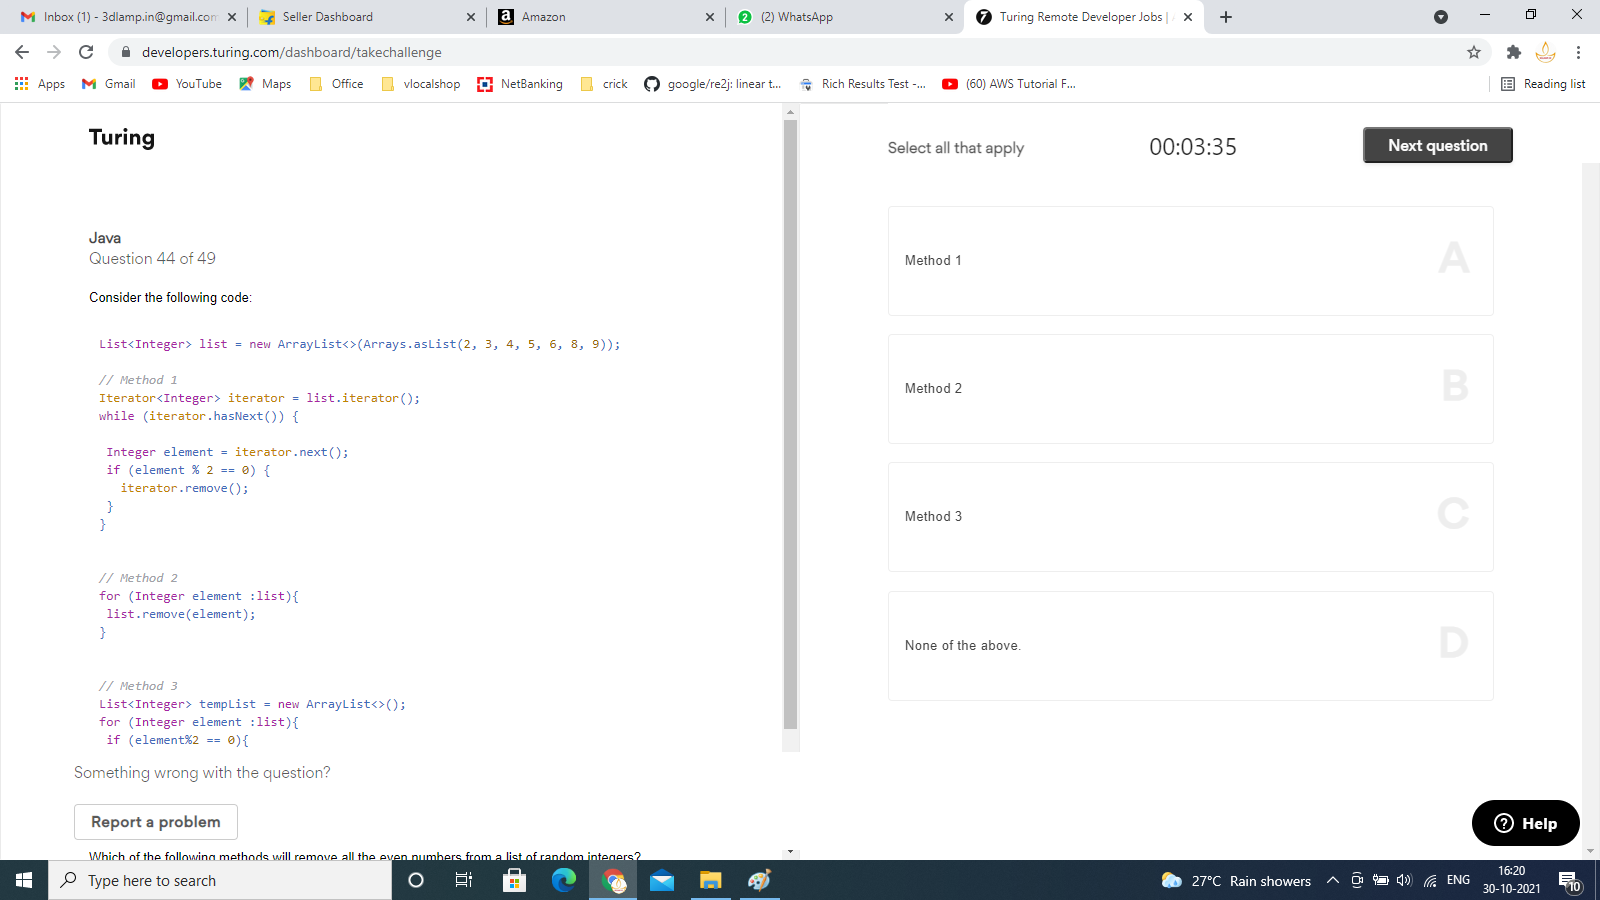 Inbox (1) - 3dlamp.in@gmail.com
Seller Dashboard
Amazon
(2) WhatsApp
Turing Remote Developer Jobs |
developers.turing.com/dashboard/takechallenge
Apps
Gmail
YouTube
Maps
Office
vlocalshop
NetBanking
crick
google/re2j: linear t...
Rich Results Test -...
(60) AWS Tutorial F...
Reading list
Turing
Java
Question 44 of 49
Consider the following code:
List<Integer> list = new ArrayList<>(Arrays.asList(2, 3, 4, 5, 6, 8, 9));
// Method 1
Iterator<Integer> iterator = list.iterator();
while (iterator.hasNext()) {
Integer element = iterator.next();
if (element % 2 == 0) {
iterator.remove();
}
}
// Method 2
for (Integer element :list){
list.remove(element);
}
// Method 3
List<Integer> tempList = new ArrayList<>();
for (Integer element :list){
if (element%2 == 0){
Something wrong with the question?
Report a problem
Which of the following methods will remove all the even numbers from a list of random integers?
Select all that apply
00:03:35
Next question
Method 1
A
Method 2
B
Method 3
C
None of the above.
D
? Help
Type here to search
27°C Rain showers
ENG
16:20
30-10-2021
10